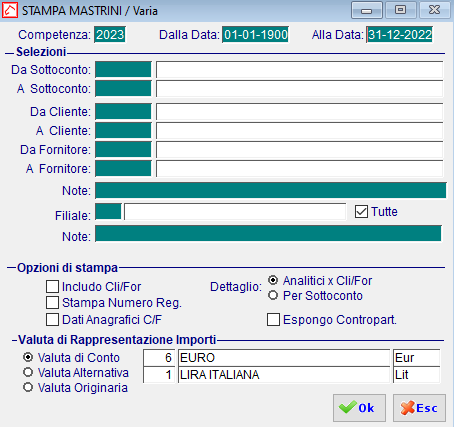 STAMPA MASTRINI / Varia
Competenza: 2023 Dalla Data: 01-01-1900 Alla Data: 31-12-2022
Selezioni
Da Sottoconto:
A Sottoconto:
Da Cliente:
A Cliente:
Da Fornitore:
A Fornitore:
Note:
Filiale: Tutte
Note:
Opzioni di stampa
Includo Cli/For Dettaglio: Analitici x Cli/For
Stampa Numero Reg. Per Sottoconto
Dati Anagrafici C/F Espongo Contropart.
Valuta di Rappresentazione Importi
Valuta di Conto 6 EURO Eur
Valuta Alternativa 1 LIRA ITALIANA Lit
Valuta Originaria
Ok Esc